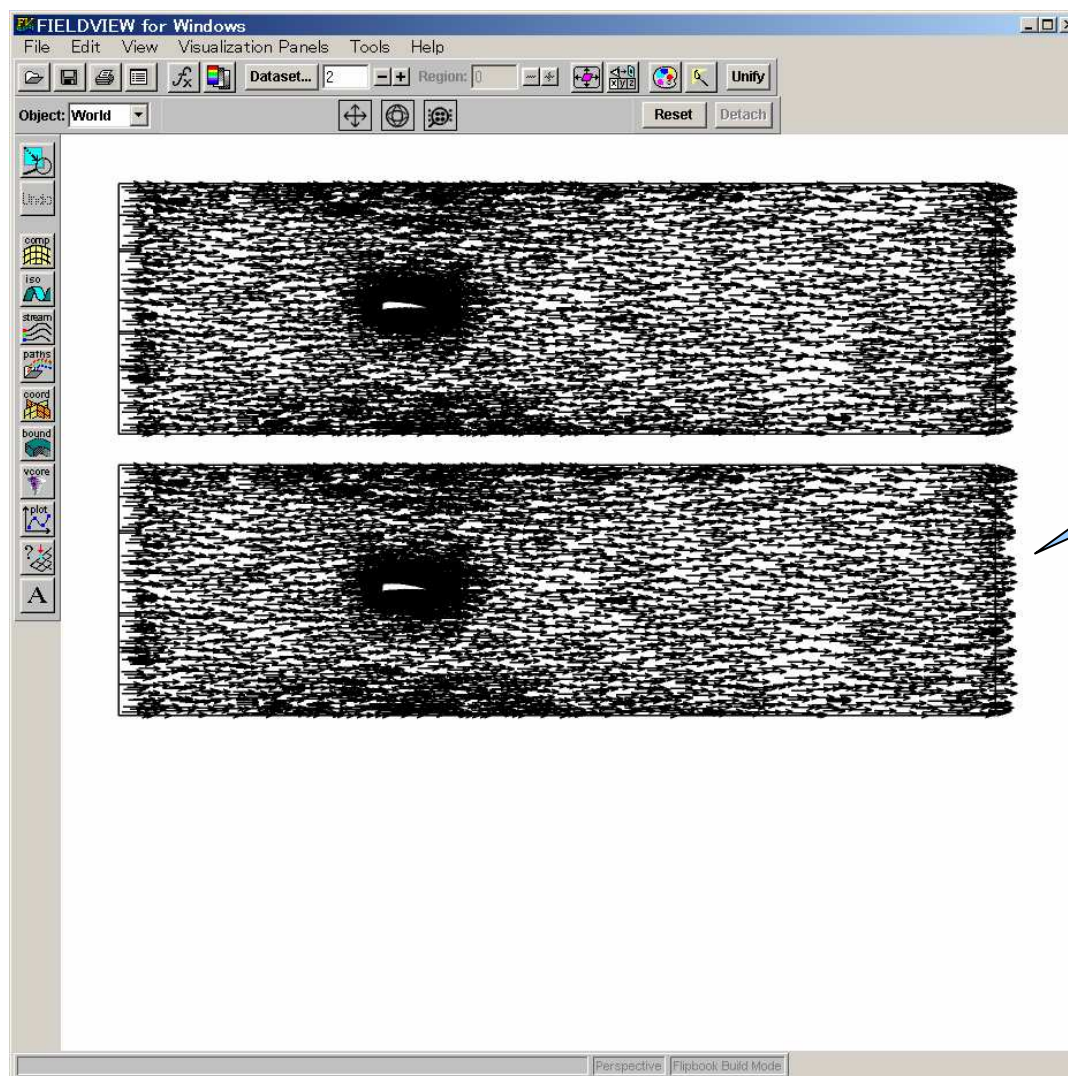 FIELDVIEW for Windows
File Edit View Visualization Panels Tools Help
Dataset... 2 Region: 0 Unify
Object: World Reset Detach
Undo
comp
iso
stream
paths
coord
bound
vcore
plot
?
A
Perspective Flipbook Build Mode